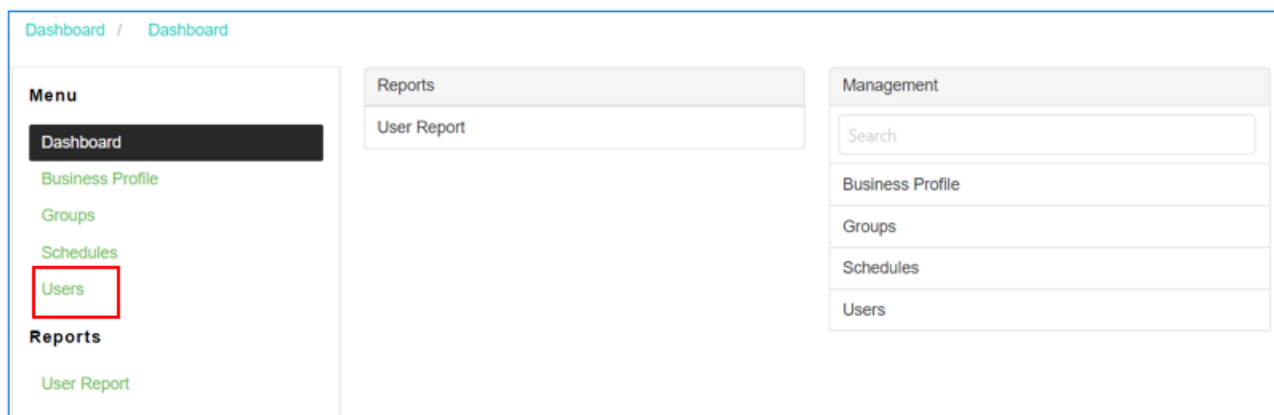 Dashboard / Dashboard
Menu
Dashboard
Business Profile
Groups
Schedules
Users
Reports
User Report
Reports
User Report
Management
Search
Business Profile
Groups
Schedules
Users